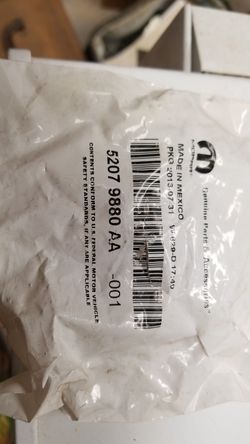 Genuine Parts & Accessories
MADE IN MEXICO
PKG 2013-07-31
5207 9880 AA -001
CONTENTS CONFORM TO U.S. FEDERAL MOTOR VEHICLE
SAFETY STANDARDS, IF ANY ARE APPLICABLE